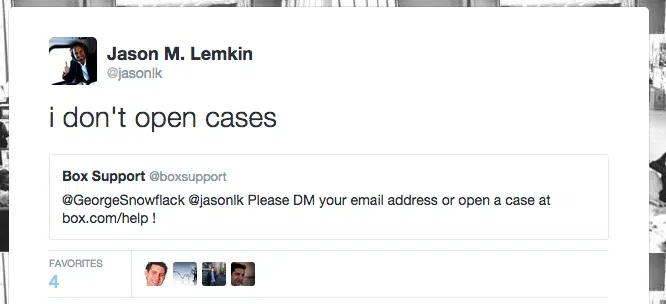 Jason M. Lemkin
@jasonlk
i don't open cases
Box Support @boxsupport
@GeorgeSnowflack @jasonlk Please DM your email address or open a case at
box.com/help !
FAVORITES
4